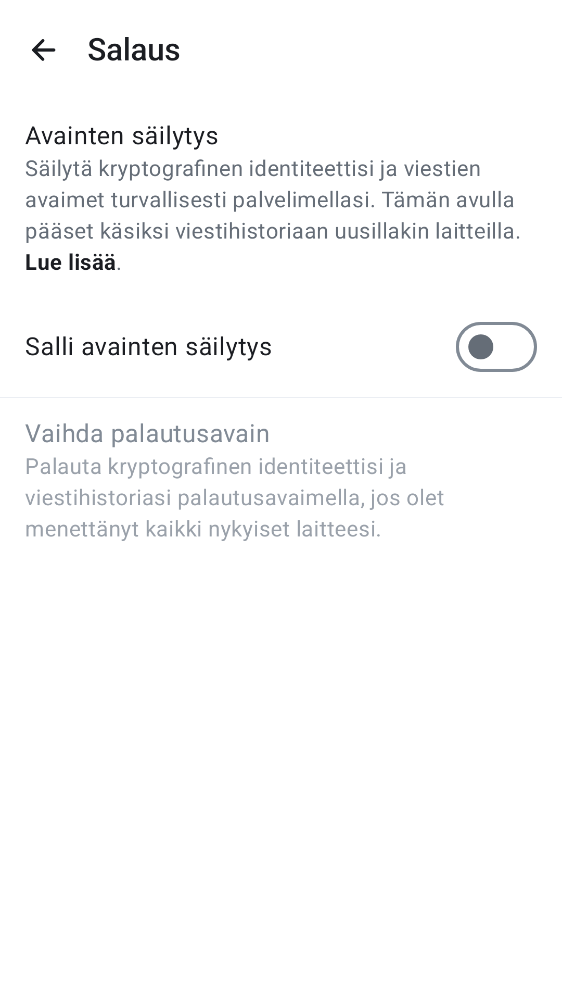 Salaus
Avainten säilytys
Säilytä kryptografinen identiteettisi ja viestien
avaimet turvallisesti palvelimellasi. Tämän avulla
pääset käsiksi viestihistoriaan uusillakin laitteilla.
Lue lisää.
Salli avainten säilytys
Vaihda palautusavain
Palauta kryptografinen identiteettisi ja
viestihistoriasi palautusavaimella, jos olet
menettänyt kaikki nykyiset laitteesi.